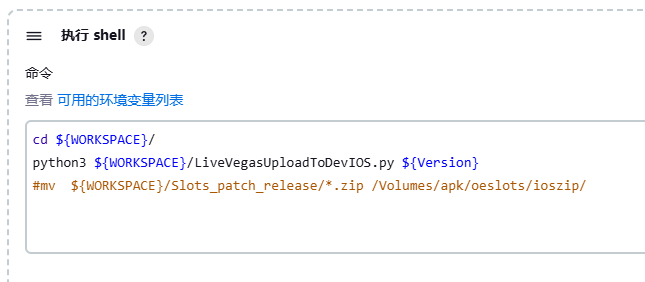 执行 shell ?
命令
查看 可用的环境变量列表
cd ${WORKSPACE}/
python3 ${WORKSPACE}/LiveVegasUploadToDevIOS.py ${Version}
#mv  ${WORKSPACE}/Slots_patch_release/*.zip /Volumes/apk/oeslots/ioszip/